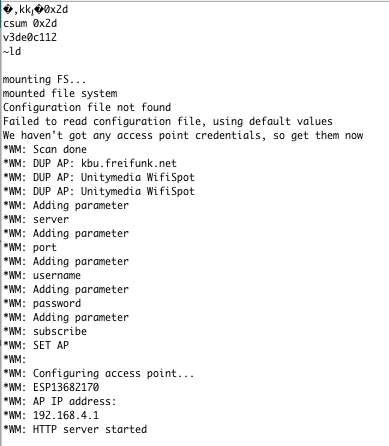 ,kk 0x2d
csum 0x2d
v3de0c112
~ld
mounting FS...
mounted file system
Configuration file not found
Failed to read configuration file, using default values
We haven't got any access point credentials, so get them now
*WM: Scan done
*WM: DUP AP: kbu.freifunk.net
*WM: DUP AP: Unitymedia WifiSpot
*WM: DUP AP: Unitymedia WifiSpot
*WM: Adding parameter
*WM: server
*WM: Adding parameter
*WM: port
*WM: Adding parameter
*WM: username
*WM: Adding parameter
*WM: password
*WM: Adding parameter
*WM: subscribe
*WM: SET AP
*WM:
*WM: Configuring access point...
*WM: ESP13682170
*WM: AP IP address:
*WM: 192.168.4.1
*WM: HTTP server started